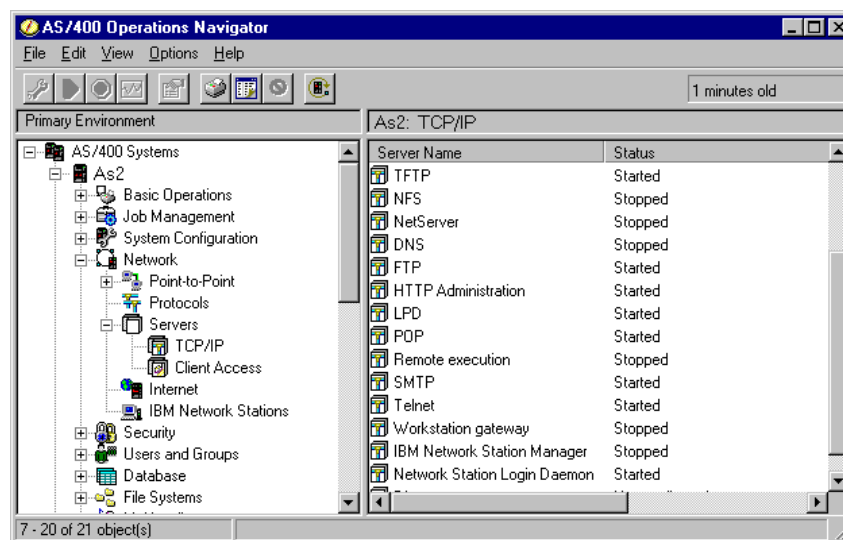 AS/400 Operations Navigator
File Edit View Options Help
1 minutes old
Primary Environment
As2: TCP/IP
AS/400 Systems
As2
Basic Operations
Job Management
System Configuration
Network
Point-to-Point
Protocols
Servers
TCP/IP
Client Access
Internet
IBM Network Stations
Security
Users and Groups
Database
File Systems
Server Name Status
TFTP Started
NFS Stopped
NetServer Stopped
DNS Stopped
FTP Started
HTTP Administration Started
LPD Started
POP Started
Remote execution Stopped
SMTP Started
Telnet Started
Workstation gateway Stopped
IBM Network Station Manager Stopped
Network Station Login Daemon Started
7 - 20 of 21 object(s)